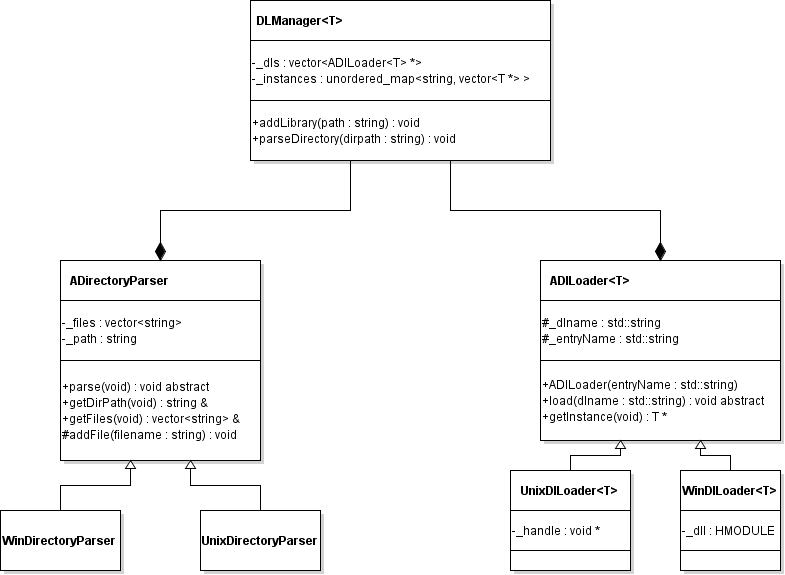 DLManager<T>
-_dls : vector<ADILoader<T> *>
-_instances : unordered_map<string, vector<T *> >
+addLibrary(path : string) : void
+parseDirectory(dirpath : string) : void
ADirectoryParser
-_files : vector<string>
-_path : string
+parse(void) : void abstract
+getDirPath(void) : string &
+getFiles(void) : vector<string> &
#addFile(filename : string) : void
WinDirectoryParser
UnixDirectoryParser
ADILoader<T>
#_dlname : std::string
#_entryName : std::string
+ADILoader(entryName : std::string)
+load(dlname : std::string) : void abstract
+getInstance(void) : T *
UnixDlLoader<T>
-_handle : void *
WinDlLoader<T>
-_dll : HMODULE